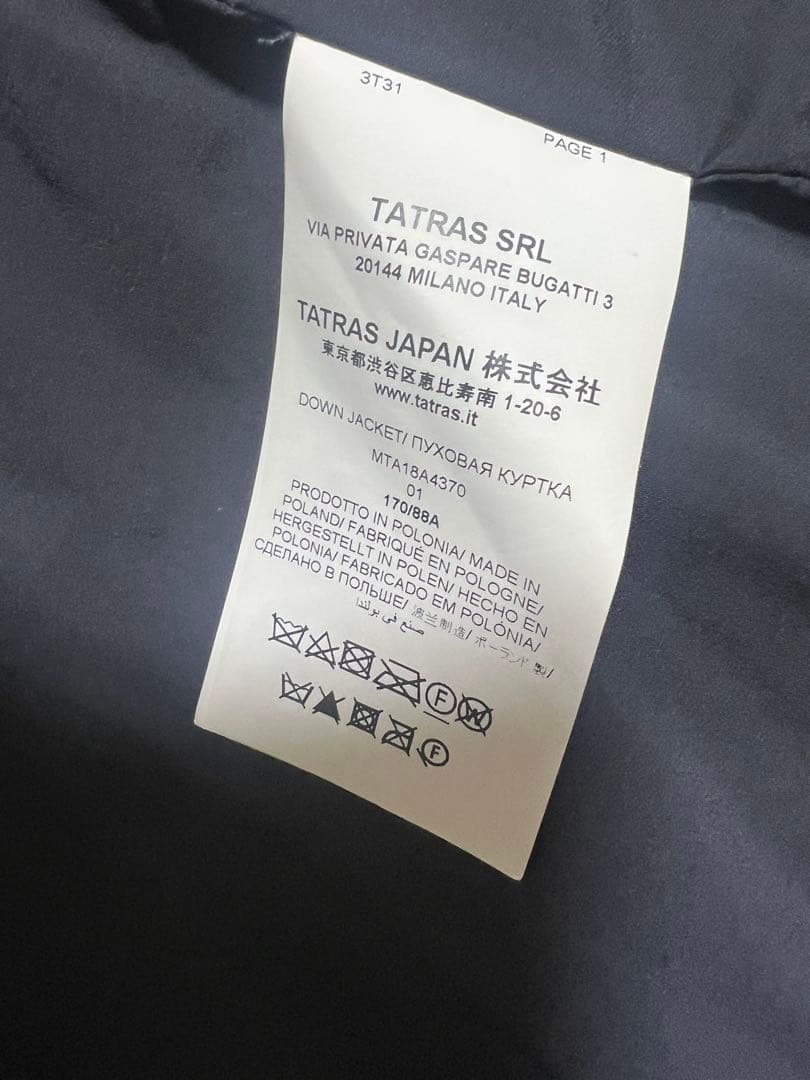 3T31
PAGE 1
TATRAS SRL
VIA PRIVATA GASPARE BUGATTI 3
20144 MILANO ITALY
TATRAS JAPAN 株式会社
東京都渋谷区恵比寿南 1-20-6
www.tatras.it
DOWN JACKET/ ПУХОВАЯ КУРТКА
MTA18A4370
01
170/88A
PRODOTTO IN POLONIA/ MADE IN
POLAND/ FABRIQUÉ EN POLOGNE/
HERGESTELLT IN POLEN/ HECHO EN
POLONIA/ FABRICADO EM POLÓNIA/
СДЕЛАНО В ПОЛЬШЕ/ 波兰制造/ ポーランド 製/
صنع في بولندا
F W
F